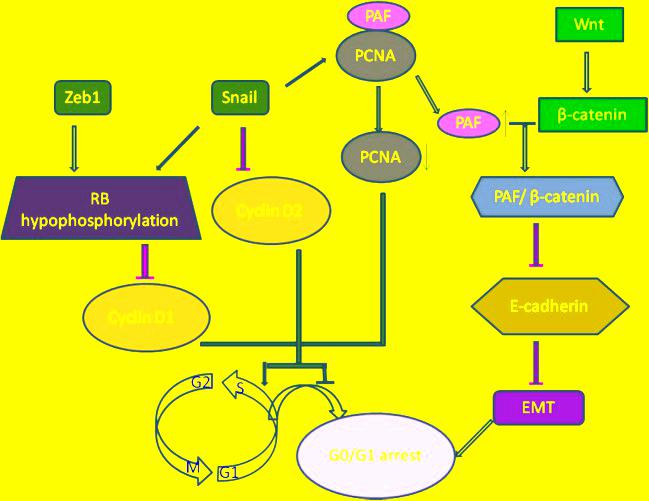 PAF
PCNA
Wnt
Zeb1
Snail
PAF
β-catenin
PCNA
RB
hypophosphorylation
Cyclin D2
PAF/ β-catenin
E-cadherin
Cyclin D1
G2
S
EMT
M
G1
G0/G1 arrest